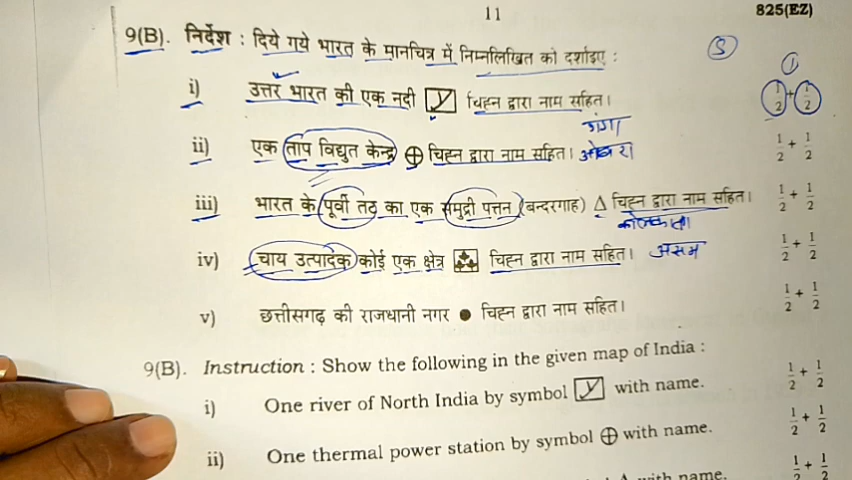 11
825(EZ)
9(B). निर्देश : दिये गये भारत के मानचित्र में निम्नलिखित को दर्शाइए :
5
i) उत्तर भारत की एक नदी चिह्न द्वारा नाम सहित। 1/2 + 1/2
1
गंगा
ii) एक ताप विद्युत केन्द्र ⊕ चिह्न द्वारा नाम सहित। 1/2 + 1/2
ओबरा
iii) भारत के पूर्वी तट का एक समुद्री पत्तन (बन्दरगाह) Δ चिह्न द्वारा नाम सहित। 1/2 + 1/2
कोलकाता
iv) चाय उत्पादक कोई एक क्षेत्र चिह्न द्वारा नाम सहित। 1/2 + 1/2
असम
v) छत्तीसगढ़ की राजधानी नगर ● चिह्न द्वारा नाम सहित। 1/2 + 1/2
9(B). Instruction : Show the following in the given map of India :
i) One river of North India by symbol with name. 1/2 + 1/2
ii) One thermal power station by symbol ⊕ with name. 1/2 + 1/2
Δ with name. 1/2 + 1/2